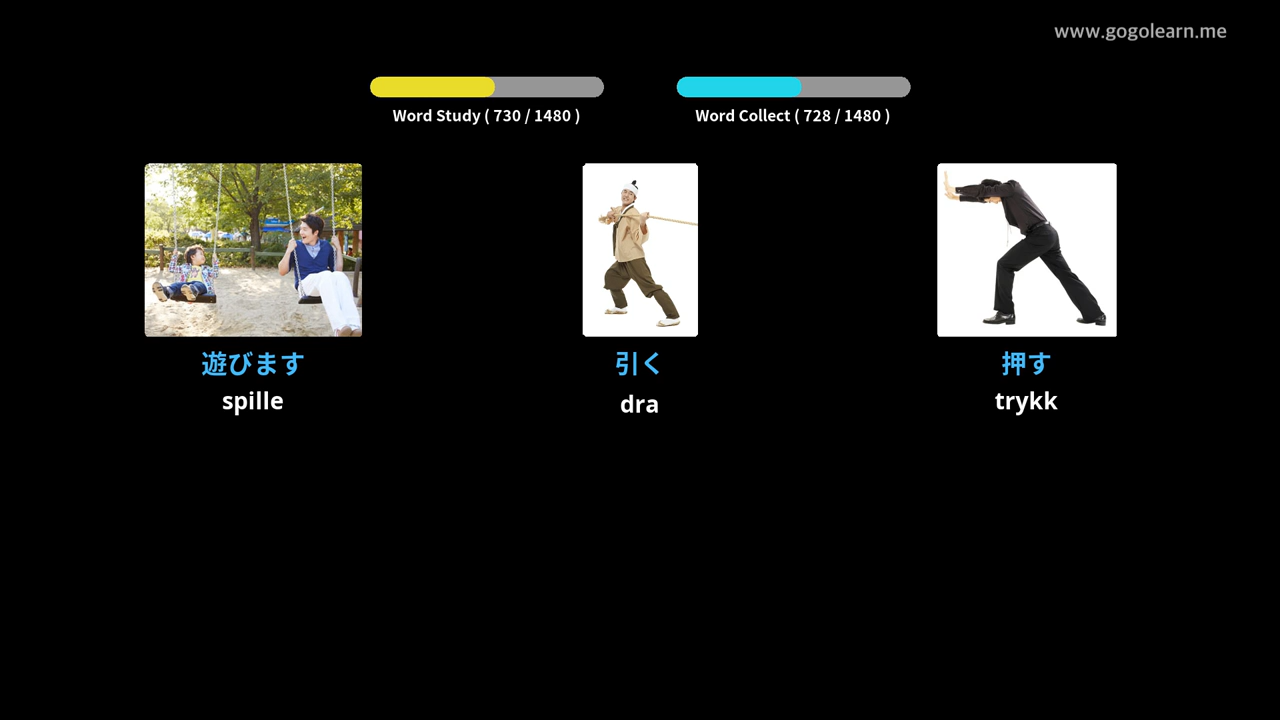 www.gogolearn.me
Word Study ( 730 / 1480 )
Word Collect ( 728 / 1480 )
遊びます
引く
押す
spille
dra
trykk